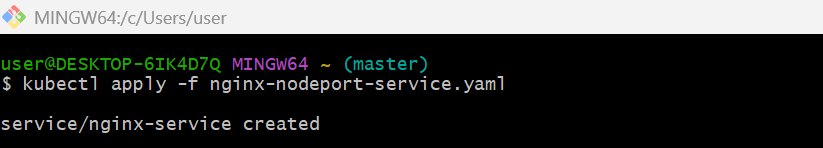 MINGW64:/c/Users/user
user@DESKTOP-6IK4D7Q MINGW64 ~ (master)
$ kubectl apply -f nginx-nodeport-service.yaml
service/nginx-service created